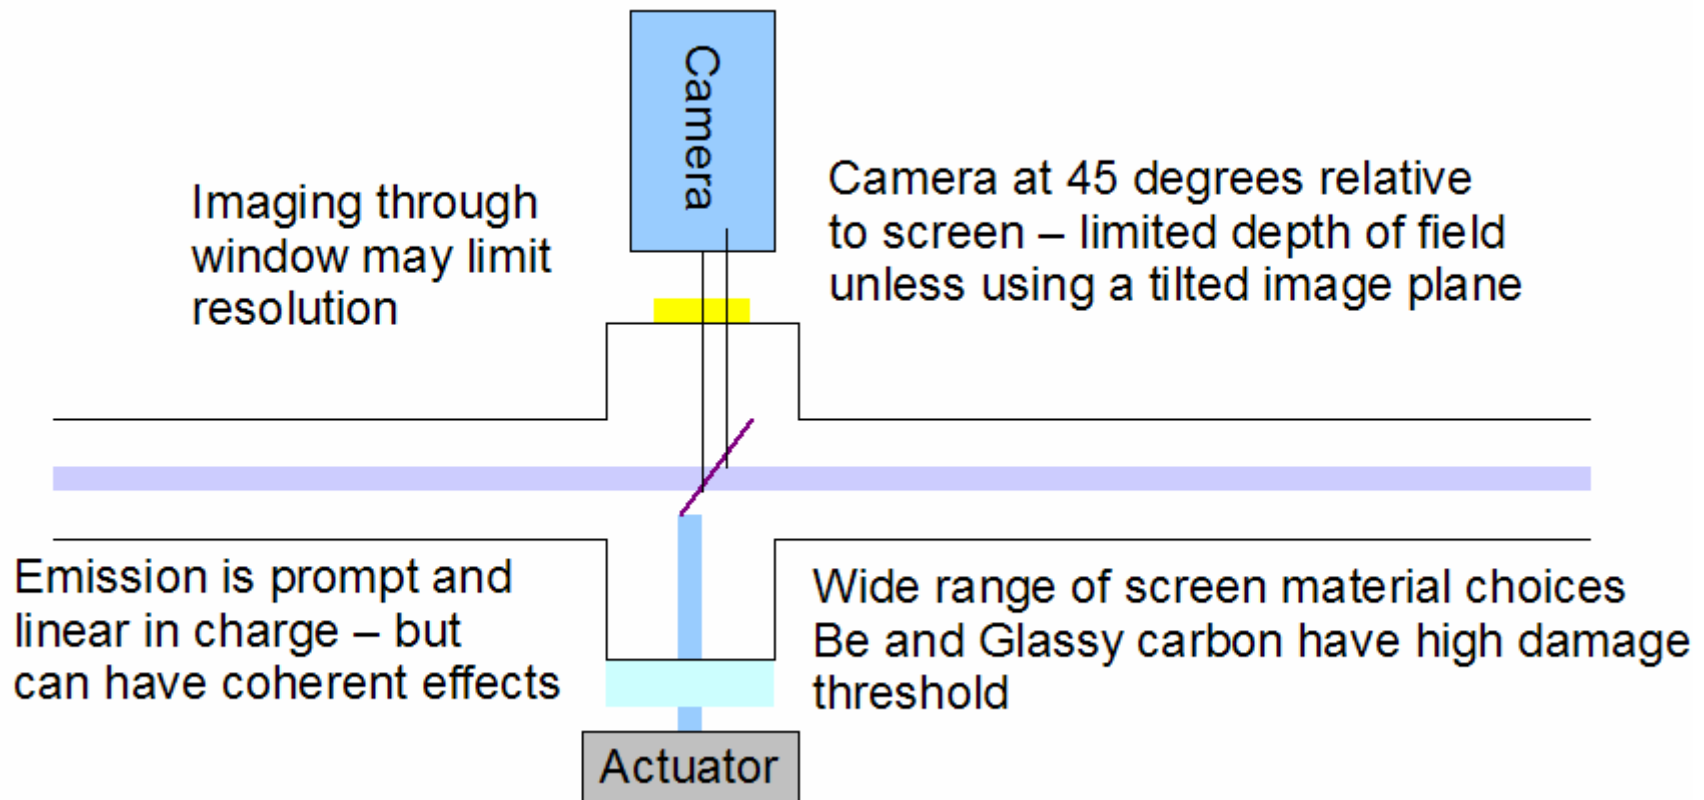 Camera
Imaging through
window may limit
resolution
Camera at 45 degrees relative
to screen – limited depth of field
unless using a tilted image plane
Emission is prompt and
linear in charge – but
can have coherent effects
Wide range of screen material choices
Be and Glassy carbon have high damage
threshold
Actuator